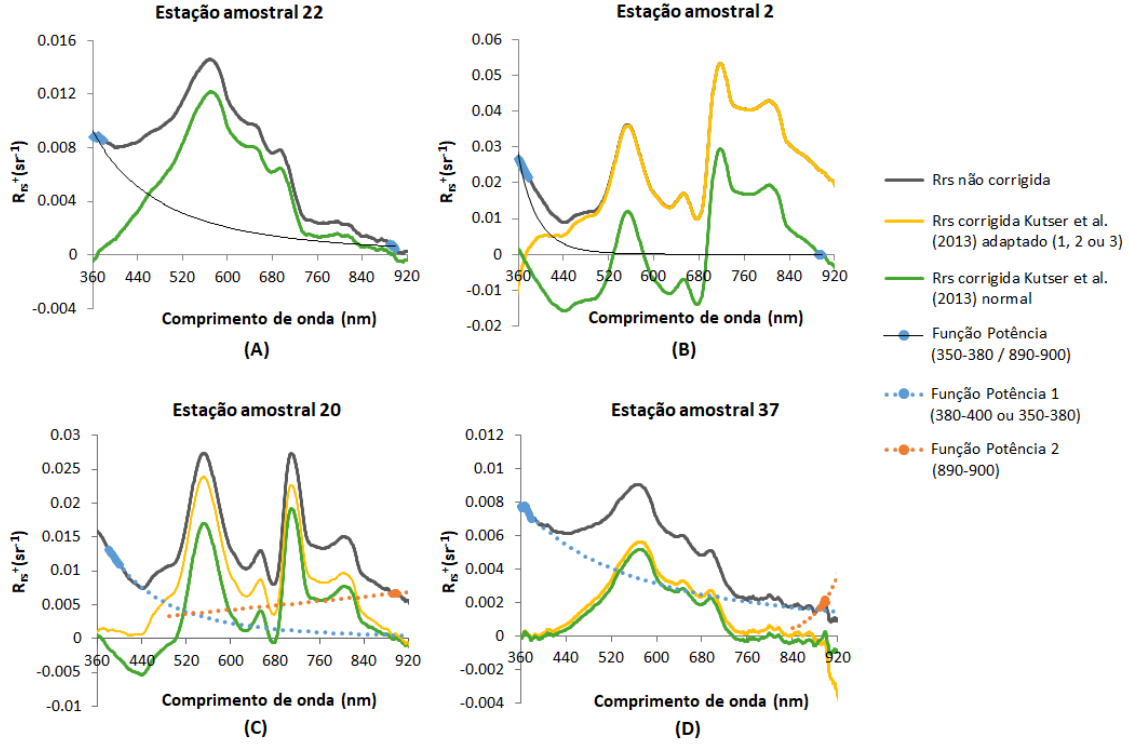 Estação amostral 22
0.016
0.012
0.008
0.004
0
-0.004
360 440 520 600 680 760 840 920
Rrs⁺(sr⁻¹)
Comprimento de onda (nm)
(A)
Estação amostral 2
0.06
0.05
0.04
0.03
0.02
0.01
0
-0.01
-0.02
360 440 520 600 680 760 840 920
Rrs⁺(sr⁻¹)
Comprimento de onda (nm)
(B)
Rrs não corrigida
Rrs corrigida Kutser et al.
(2013) adaptado (1, 2 ou 3)
Rrs corrigida Kutser et al.
(2013) normal
Função Potência
(350-380 / 890-900)
Função Potência 1
(380-400 ou 350-380)
Função Potência 2
(890-900)
Estação amostral 20
0.03
0.025
0.02
0.015
0.01
0.005
0
-0.005
-0.01
360 440 520 600 680 760 840 920
Rrs⁺(sr⁻¹)
Comprimento de onda (nm)
(C)
Estação amostral 37
0.012
0.01
0.008
0.006
0.004
0.002
0
-0.002
-0.004
360 440 520 600 680 760 840 920
Rrs⁺(sr⁻¹)
Comprimento de onda (nm)
(D)